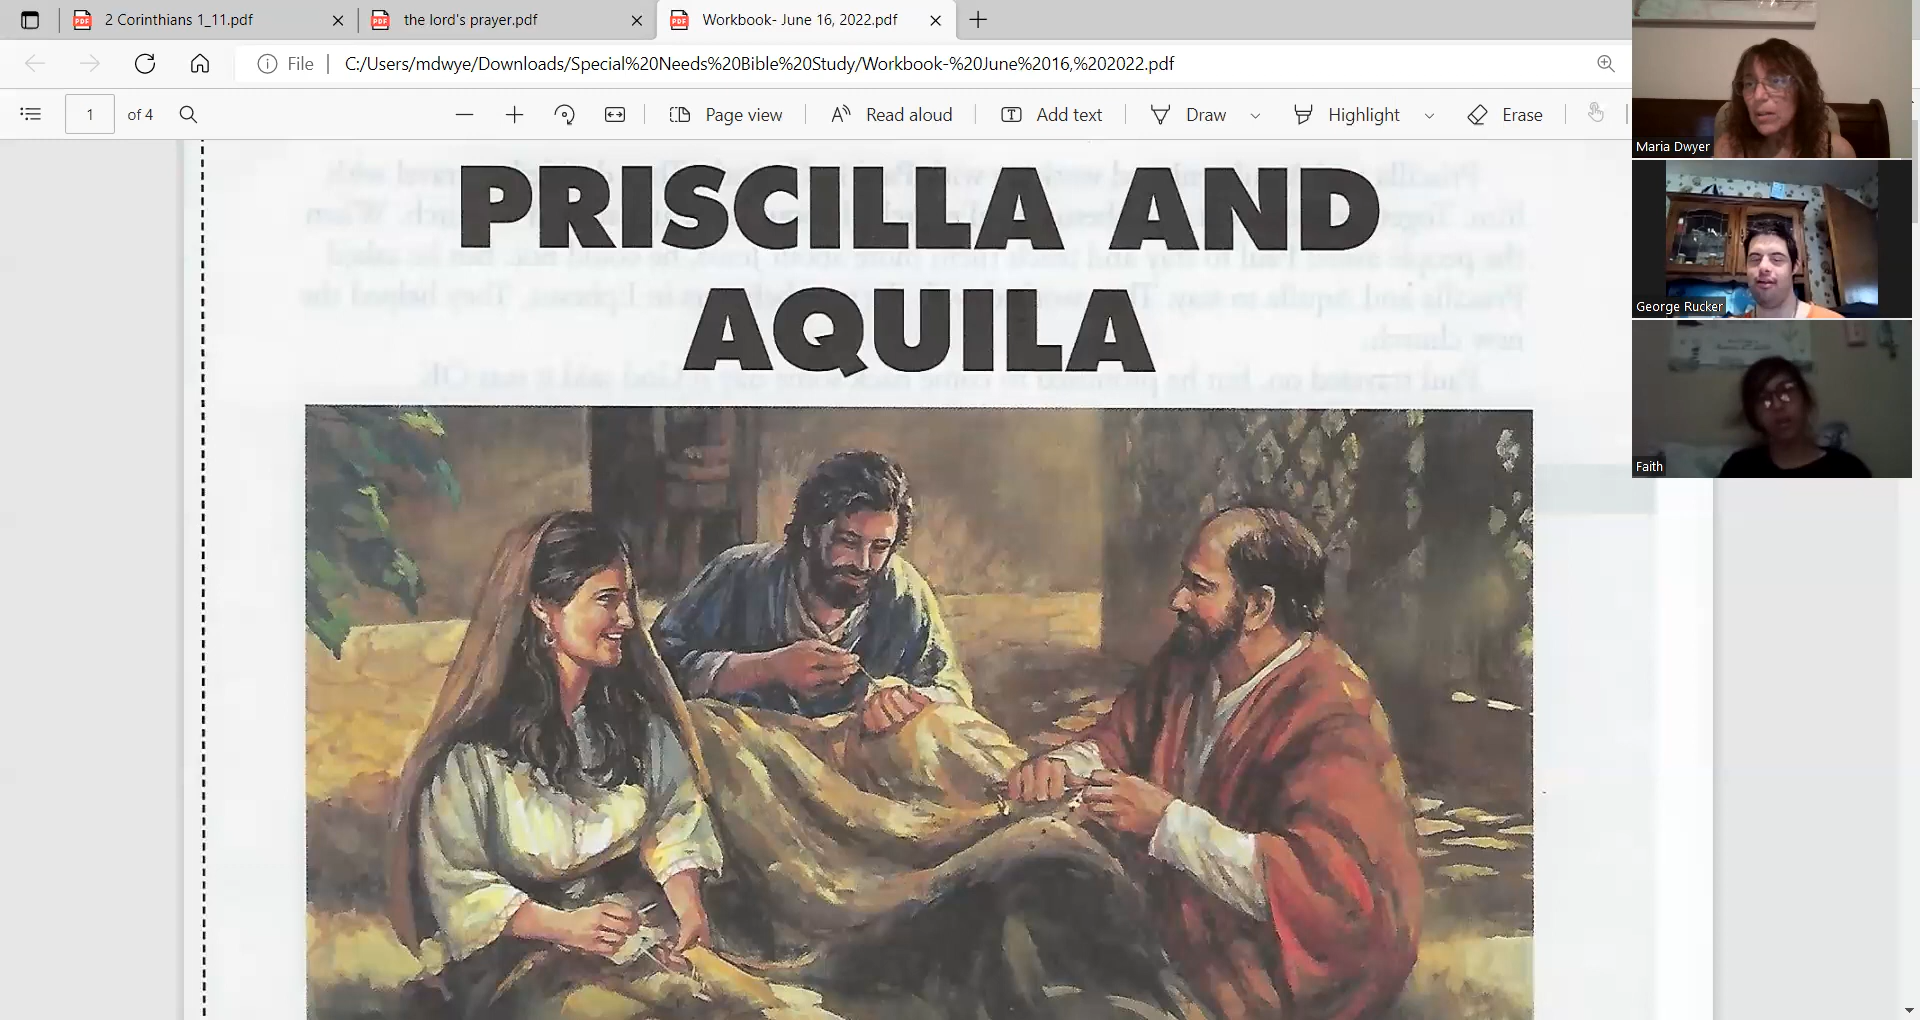 2 Corinthians 1_11.pdf
the lord's prayer.pdf
Workbook- June 16, 2022.pdf
File
C:/Users/mdwye/Downloads/Special%20Needs%20Bible%20Study/Workbook-%20June%2016,%202022.pdf
1
of 4
Page view
Read aloud
Add text
Draw
Highlight
Erase
PRISCILLA AND
AQUILA
Maria Dwyer
George Rucker
Faith